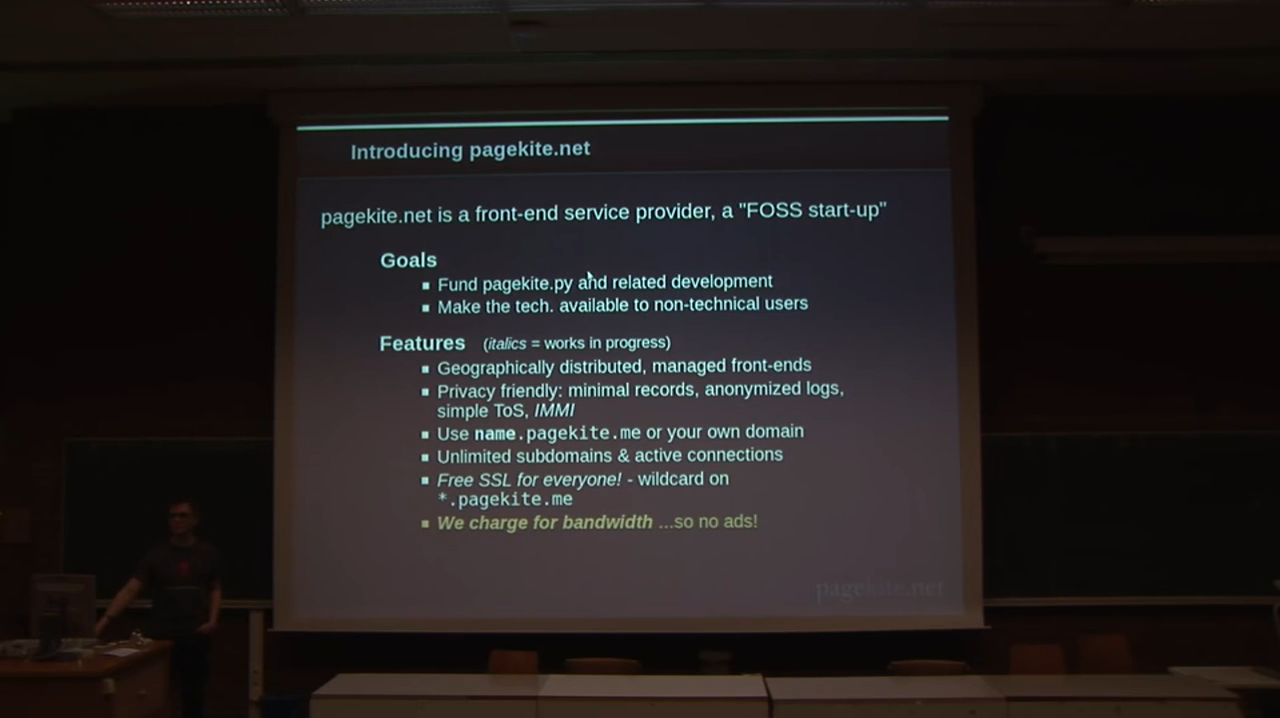 Introducing pagekite.net
pagekite.net is a front-end service provider, a "FOSS start-up"
Goals
Fund pagekite.py and related development
Make the tech. available to non-technical users
Features (italics = works in progress)
Geographically distributed, managed front-ends
Privacy friendly: minimal records, anonymized logs,
simple ToS, IMMI
Use name.pagekite.me or your own domain
Unlimited subdomains & active connections
Free SSL for everyone! - wildcard on
*.pagekite.me
We charge for bandwidth ...so no ads!
pagekite.net